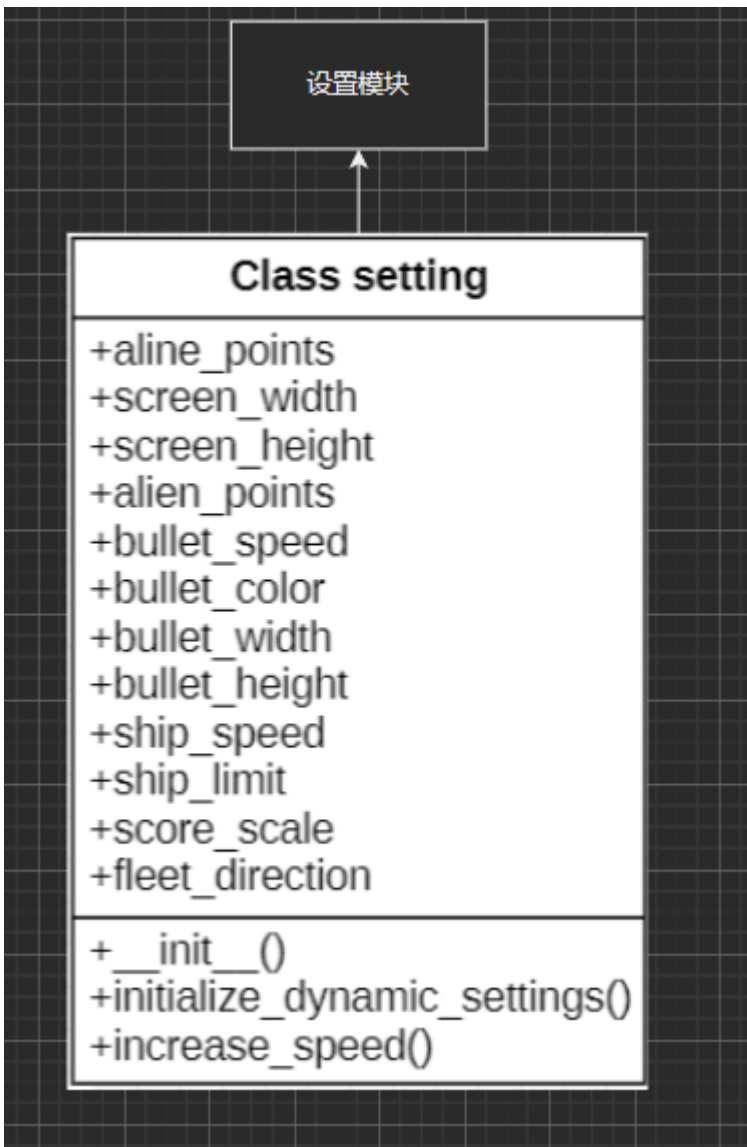 设置模块
Class setting
+aline_points
+screen_width
+screen_height
+alien_points
+bullet_speed
+bullet_color
+bullet_width
+bullet_height
+ship_speed
+ship_limit
+score_scale
+fleet_direction
+__init__()
+initialize_dynamic_settings()
+increase_speed()